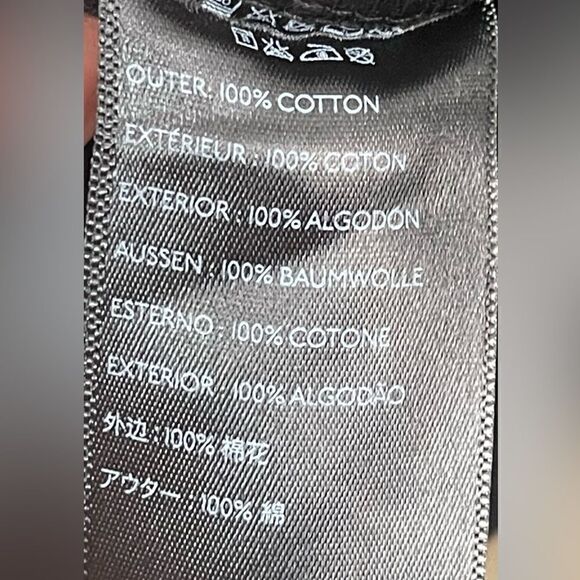 OUTER: 100% COTTON
EXTÉRIEUR : 100% COTON
EXTERIOR : 100% ALGODÓN
AUSSEN : 100% BAUMWOLLE
ESTERNO : 100% COTONE
EXTERIOR : 100% ALGODÃO
外边 : 100% 棉花
アウター : 100% 綿